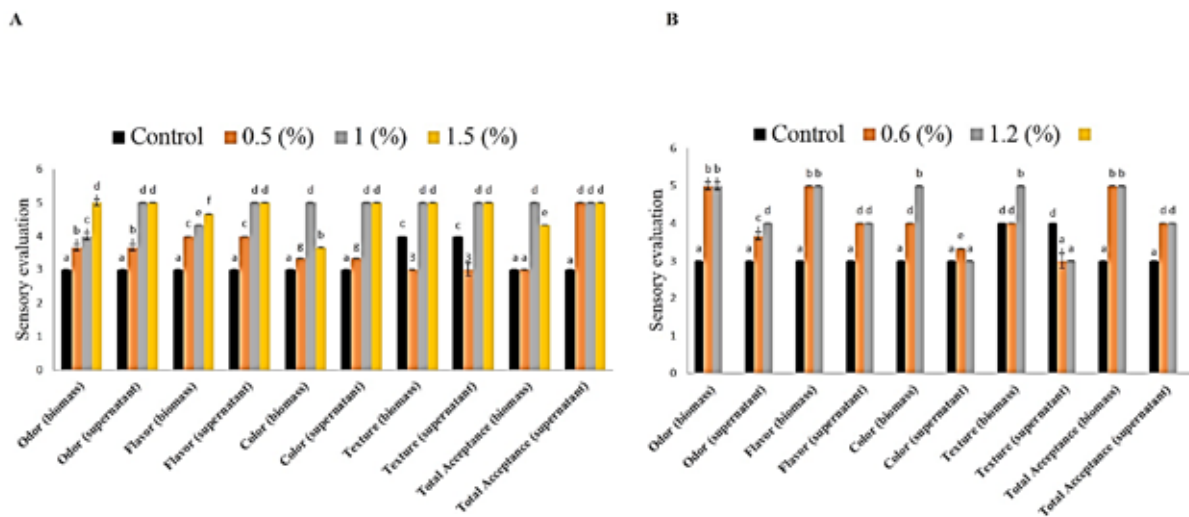 A
B
Control 0.5 (%) 1 (%) 1.5 (%)
Control 0.6 (%) 1.2 (%)
Sensory evaluation
6
5
4
3
2
1
0
a b c d a b d d a c e f a c d d a g d b a g d d c 3 d d c 3 d d a a d e a d d d
Odor (biomass)
Odor (supernatant)
Flavor (biomass)
Flavor (supernatant)
Color (biomass)
Color (supernatant)
Texture (biomass)
Texture (supernatant)
Total Acceptance (biomass)
Total Acceptance (supernatant)
Sensory evaluation
6
5
4
3
2
1
0
a b b a c d a b b a d d a d b a e a d d b d a a a b b a d d
Odor (biomass)
Odor (supernatant)
Flavor (biomass)
Flavor (supernatant)
Color (biomass)
Color (supernatant)
Texture (biomass)
Texture (supernatant)
Total Acceptance (biomass)
Total Acceptance (supernatant)